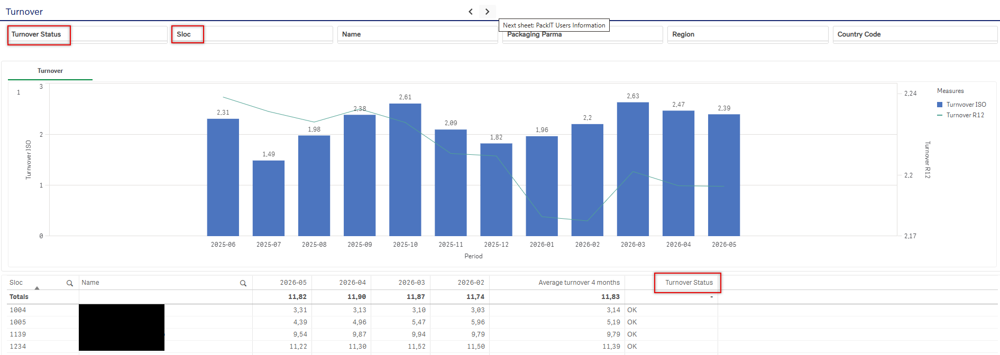 Turnover
Next sheet: PackIT Users Information
Turnover Status
Sloc
Name
Packaging Parma
Region
Country Code
Turnover
1
3
2
1
0
Turnvover ISO
2,31
1,49
1,98
2,38
2,61
2,09
1,82
1,96
2,2
2,63
2,47
2,39
2,24
2,2
2,17
Turnover R12
Measures
Turnvover ISO
Turnover R12
2025-06 2025-07 2025-08 2025-09 2025-10 2025-11 2025-12 2026-01 2026-02 2026-03 2026-04 2026-05
Period
Sloc Name 2026-05 2026-04 2026-03 2026-02 Average turnover 4 months Turnover Status
Totals 11,82 11,90 11,87 11,74 11,83 -
1004 3,31 3,13 3,10 3,03 3,14 OK
1005 4,39 4,96 5,47 5,96 5,19 OK
1139 9,54 9,87 9,94 9,79 9,79 OK
1234 11,22 11,30 11,52 11,50 11,39 OK